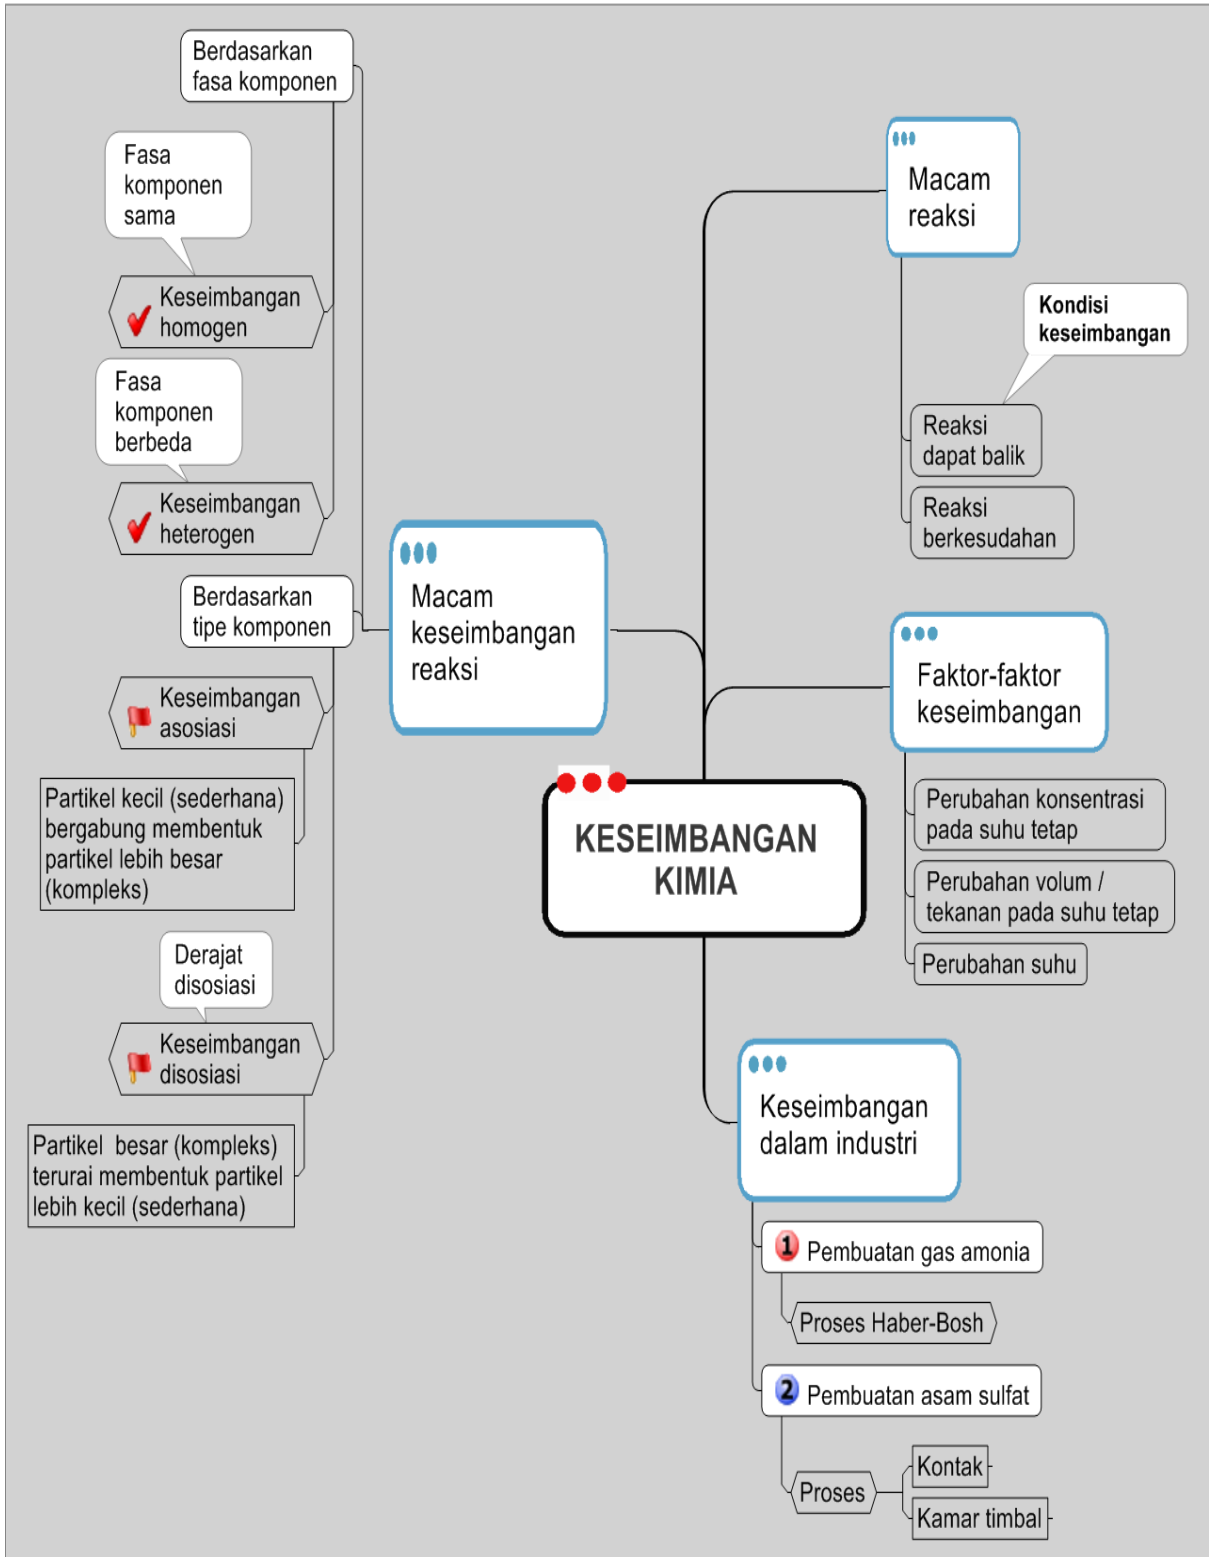 Berdasarkan
fasa komponen
Fasa
komponen
sama
Keseimbangan
homogen
Fasa
komponen
berbeda
Keseimbangan
heterogen
Berdasarkan
tipe komponen
Keseimbangan
asosiasi
Partikel kecil (sederhana)
bergabung membentuk
partikel lebih besar
(kompleks)
Derajat
disosiasi
Keseimbangan
disosiasi
Partikel besar (kompleks)
terurai membentuk partikel
lebih kecil (sederhana)
Macam
keseimbangan
reaksi
KESEIMBANGAN
KIMIA
Macam
reaksi
Kondisi
keseimbangan
Reaksi
dapat balik
Reaksi
berkesudahan
Faktor-faktor
keseimbangan
Perubahan konsentrasi
pada suhu tetap
Perubahan volum /
tekanan pada suhu tetap
Perubahan suhu
Keseimbangan
dalam industri
1 Pembuatan gas amonia
Proses Haber-Bosh
2 Pembuatan asam sulfat
Proses
Kontak
Kamar timbal